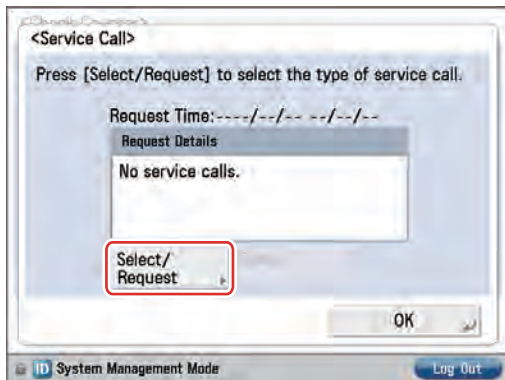 <Service Call>
Press [Select/Request] to select the type of service call.
Request Time:----/--/-- --/--/--
Request Details
No service calls.
Select/
Request
OK
ID System Management Mode
Log Out